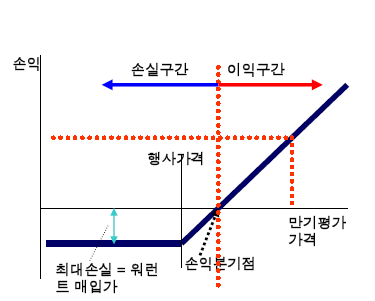 손익
손실구간
이익구간
행사가격
만기평가
가격
손익분기점
최대손실 = 워런
트 매입가